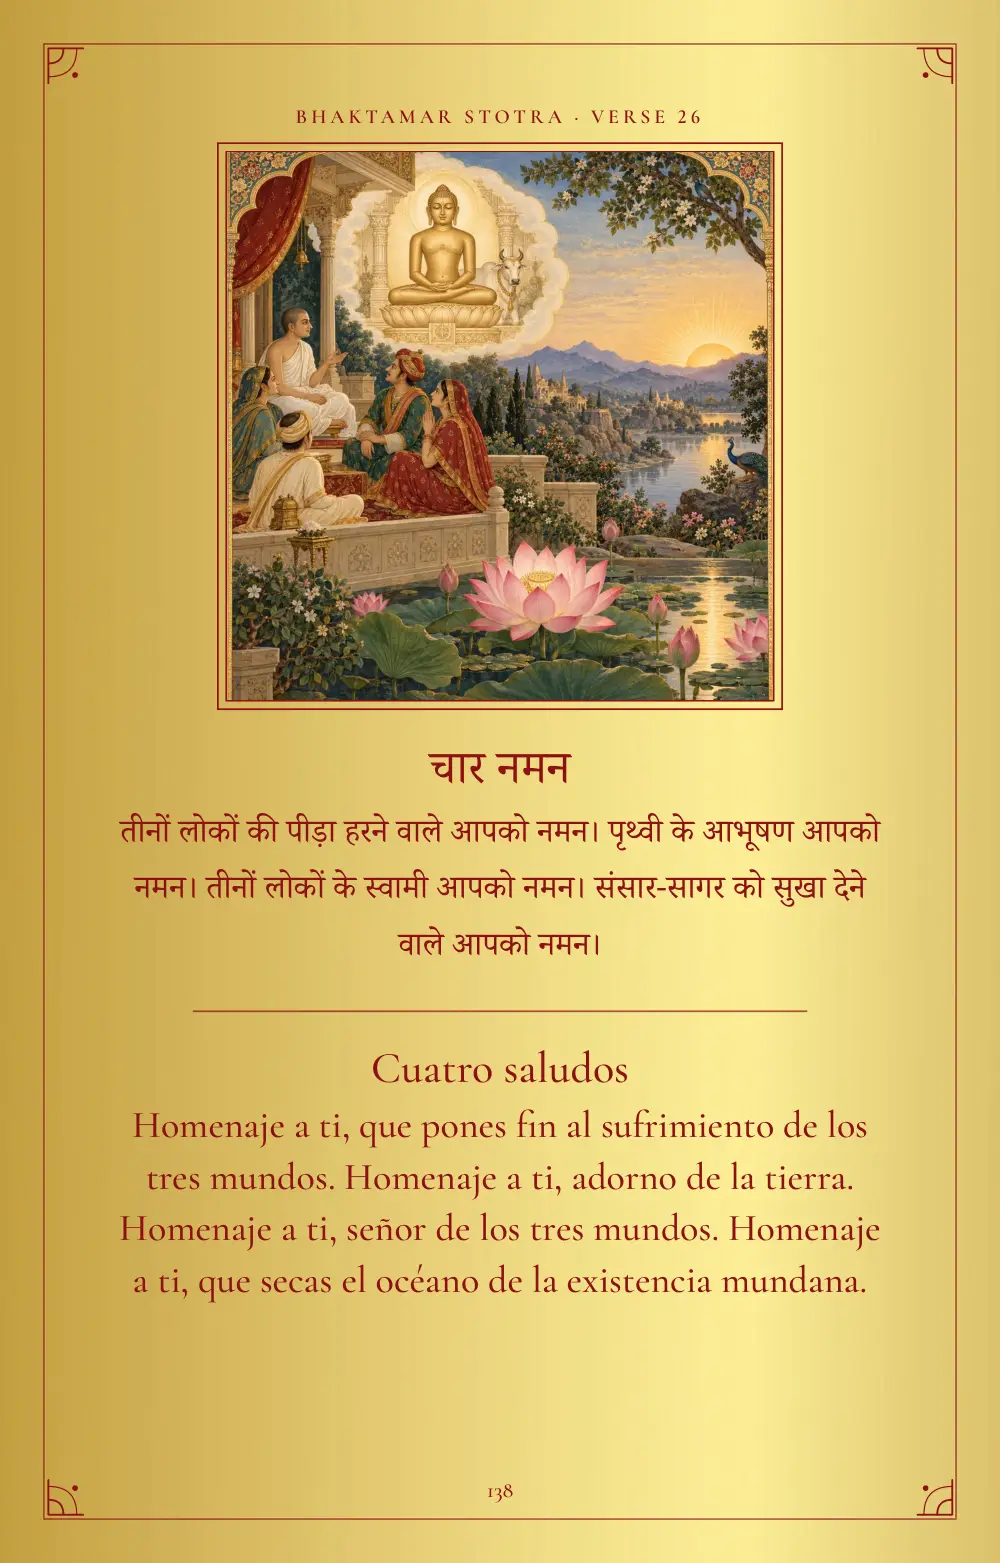 BHAKTAMAR STOTRA · VERSE 26
चार नमन
तीनों लोकों की पीड़ा हरने वाले आपको नमन। पृथ्वी के आभूषण आपको
नमन। तीनों लोकों के स्वामी आपको नमन। संसार-सागर को सुखा देने
वाले आपको नमन।
Cuatro saludos
Homenaje a ti, que pones fin al sufrimiento de los
tres mundos. Homenaje a ti, adorno de la tierra.
Homenaje a ti, señor de los tres mundos. Homenaje
a ti, que secas el océano de la existencia mundana.
138